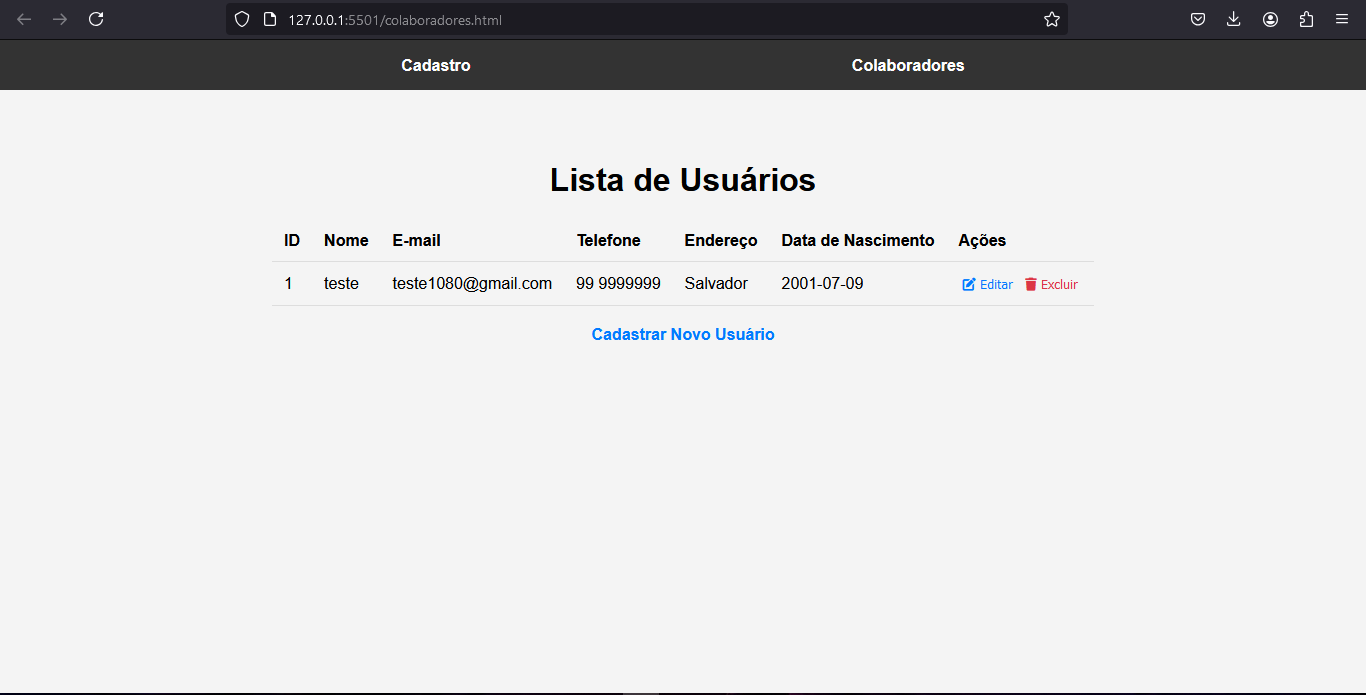 127.0.0.1:5501/colaboradores.html
Cadastro Colaboradores
Lista de Usuários
ID Nome E-mail Telefone Endereço Data de Nascimento Ações
1 teste teste1080@gmail.com 99 9999999 Salvador 2001-07-09 Editar Excluir
Cadastrar Novo Usuário